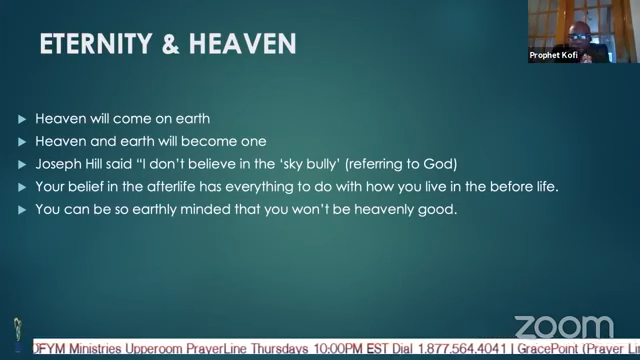 ETERNITY & HEAVEN
Prophet Kofi
Heaven will come on earth
Heaven and earth will become one
Joseph Hill said “I don’t believe in the ‘sky bully’ (referring to God)
Your belief in the afterlife has everything to do with how you live in the before life.
You can be so earthly minded that you won’t be heavenly good.
zoom
OFYM Ministries Upperroom PrayerLine Thursdays 10:00PM EST Dial 1.877.564.4041 | GracePoint (Prayer